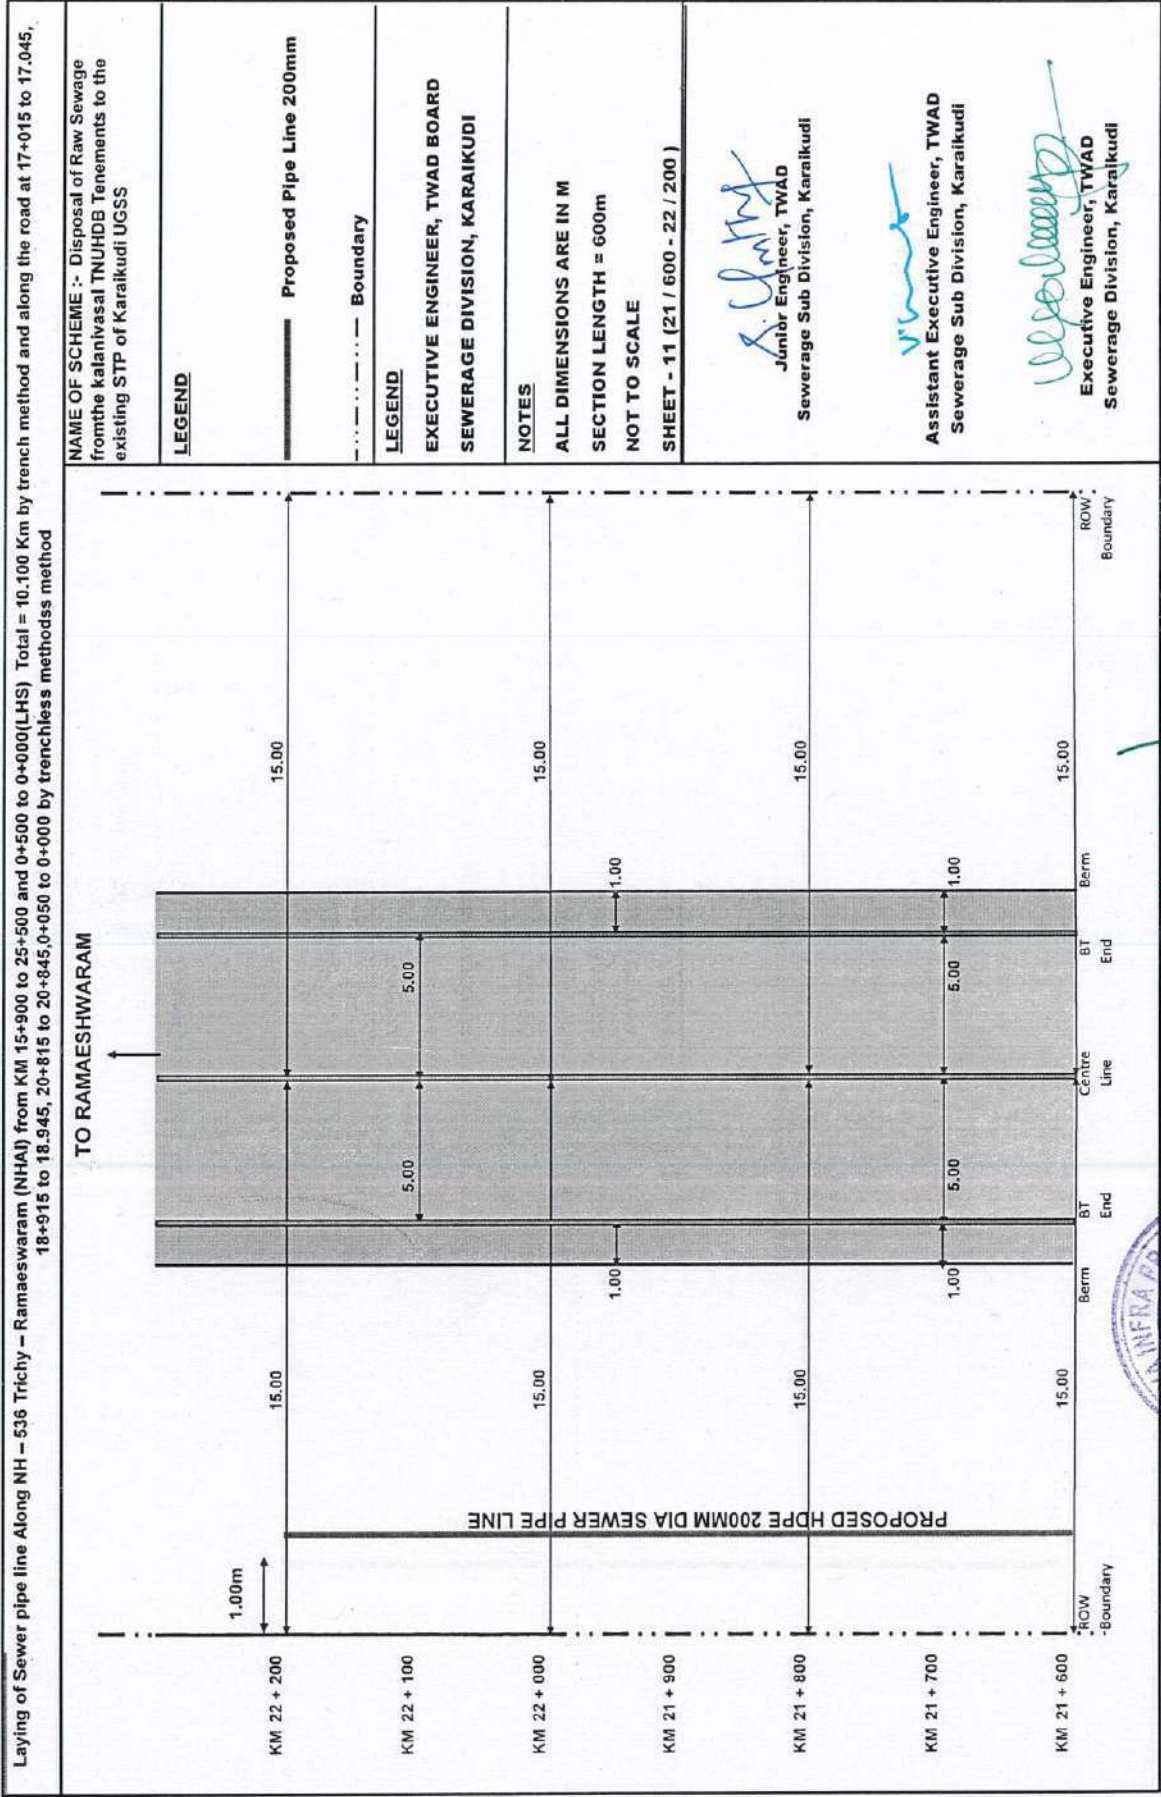 Laying of Sewer pipe line Along NH – 536 Trichy – Ramaeswaram (NHAI) from KM 15+900 to 25+500 and 0+500 to 0+000(LHS) Total = 10.100 Km by trench method and along the road at 17+015 to 17.045,
18+915 to 18.945, 20+815 to 20+845,0+050 to 0+000 by trenchless methodss method
TO RAMAESHWARAM
KM 22 + 200
KM 22 + 100
KM 22 + 000
KM 21 + 900
KM 21 + 800
KM 21 + 700
KM 21 + 600
1.00m
15.00
15.00
5.00
5.00
15.00
15.00
1.00
1.00
15.00
15.00
1.00
5.00
5.00
1.00
15.00
15.00
PROPOSED HDPE 200MM DIA SEWER PIPE LINE
ROW
Boundary
Berm
BT
End
Centre
Line
BT
End
Berm
ROW
Boundary
NAME OF SCHEME :- Disposal of Raw Sewage
fromthe kalanivasal TNUHDB Tenements to the
existing STP of Karaikudi UGSS
LEGEND
Proposed Pipe Line 200mm
Boundary
LEGEND
EXECUTIVE ENGINEER, TWAD BOARD
SEWERAGE DIVISION, KARAIKUDI
NOTES
ALL DIMENSIONS ARE IN M
SECTION LENGTH = 600m
NOT TO SCALE
SHEET - 11 (21 / 600 - 22 / 200 )
Junior Engineer, TWAD
Sewerage Sub Division, Karaikudi
Assistant Executive Engineer, TWAD
Sewerage Sub Division, Karaikudi
Executive Engineer, TWAD
Sewerage Division, Karaikudi
INFRA PR